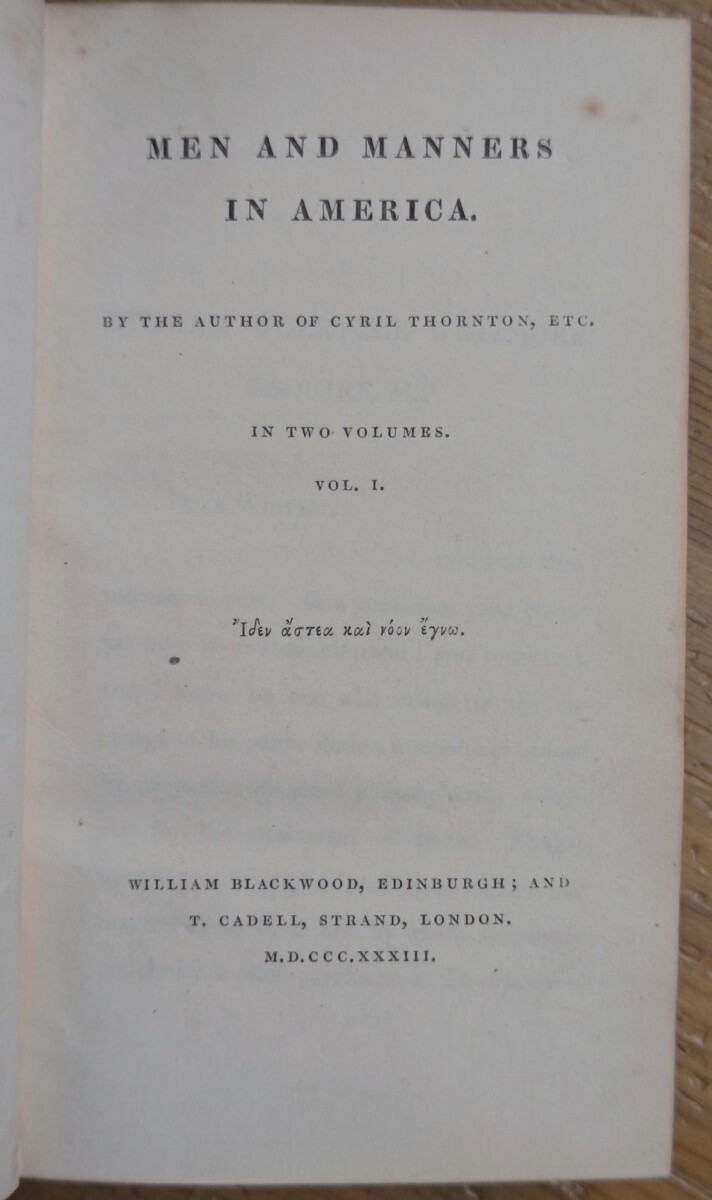 MEN AND MANNERS
IN AMERICA.
BY THE AUTHOR OF CYRIL THORNTON, ETC.
IN TWO VOLUMES.
VOL. I.
Ἴδεν ἄστεα καὶ νόον ἔγνω.
WILLIAM BLACKWOOD, EDINBURGH; AND
T. CADELL, STRAND, LONDON.
M.D.CCC.XXXIII.